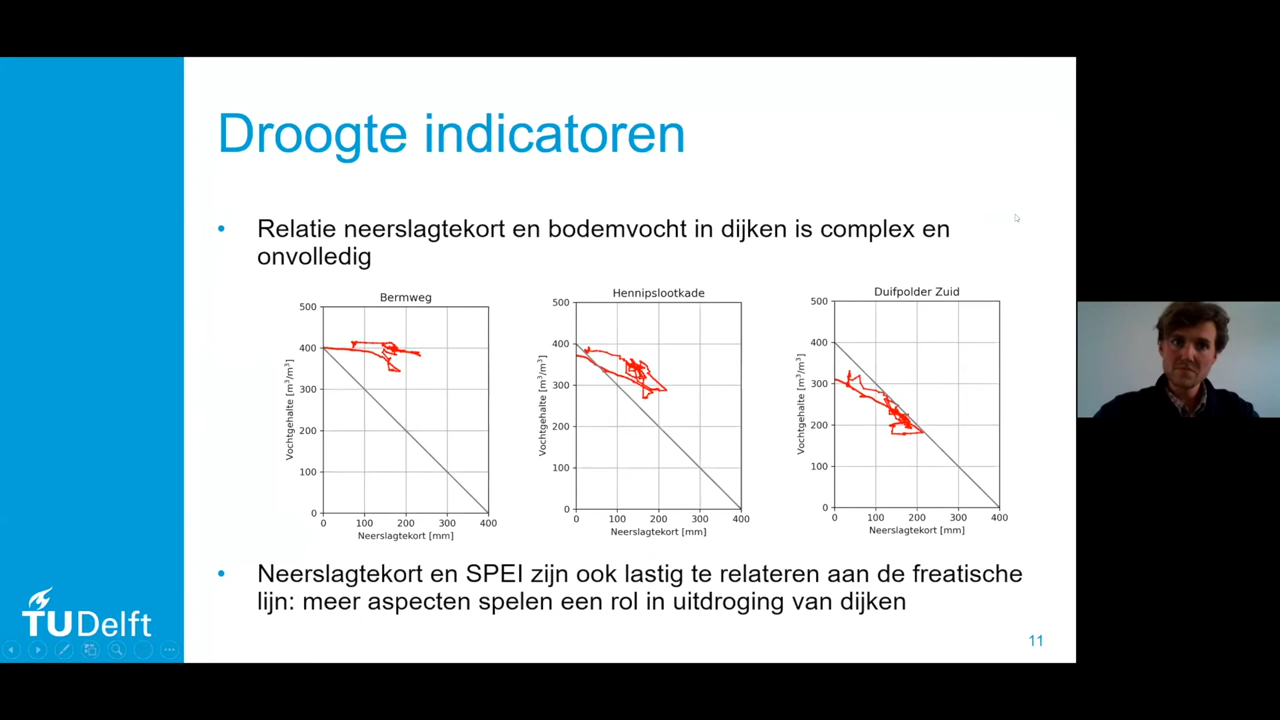 Droogte indicatoren
• Relatie neerslagtekort en bodemvocht in dijken is complex en
onvolledig
Bermweg
500
400
300
200
100
0
Vochtgehalte [m³/m³]
0 100 200 300 400
Neerslagtekort [mm]
Hennipslootkade
500
400
300
200
100
0
Vochtgehalte [m³/m³]
0 100 200 300 400
Neerslagtekort [mm]
Duifpolder Zuid
500
400
300
200
100
0
Vochtgehalte [m³/m³]
0 100 200 300 400
Neerslagtekort [mm]
• Neerslagtekort en SPEI zijn ook lastig te relateren aan de freatische
lijn: meer aspecten spelen een rol in uitdroging van dijken
TUDelft
11